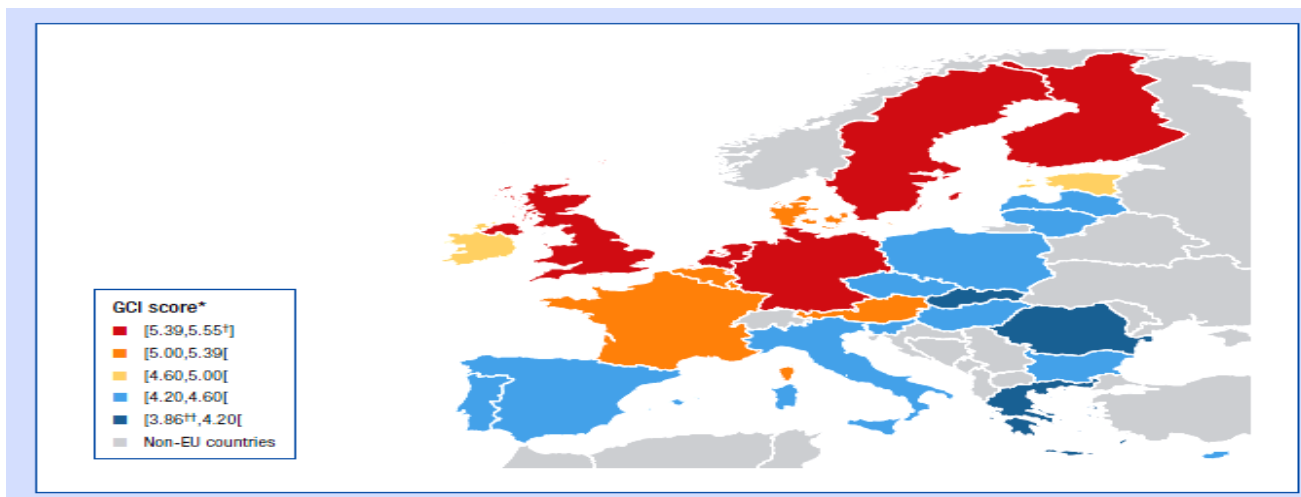 GCI score*
[5.39,5.55†]
[5.00,5.39[
[4.60,5.00[
[4.20,4.60[
[3.86††,4.20[
Non-EU countries